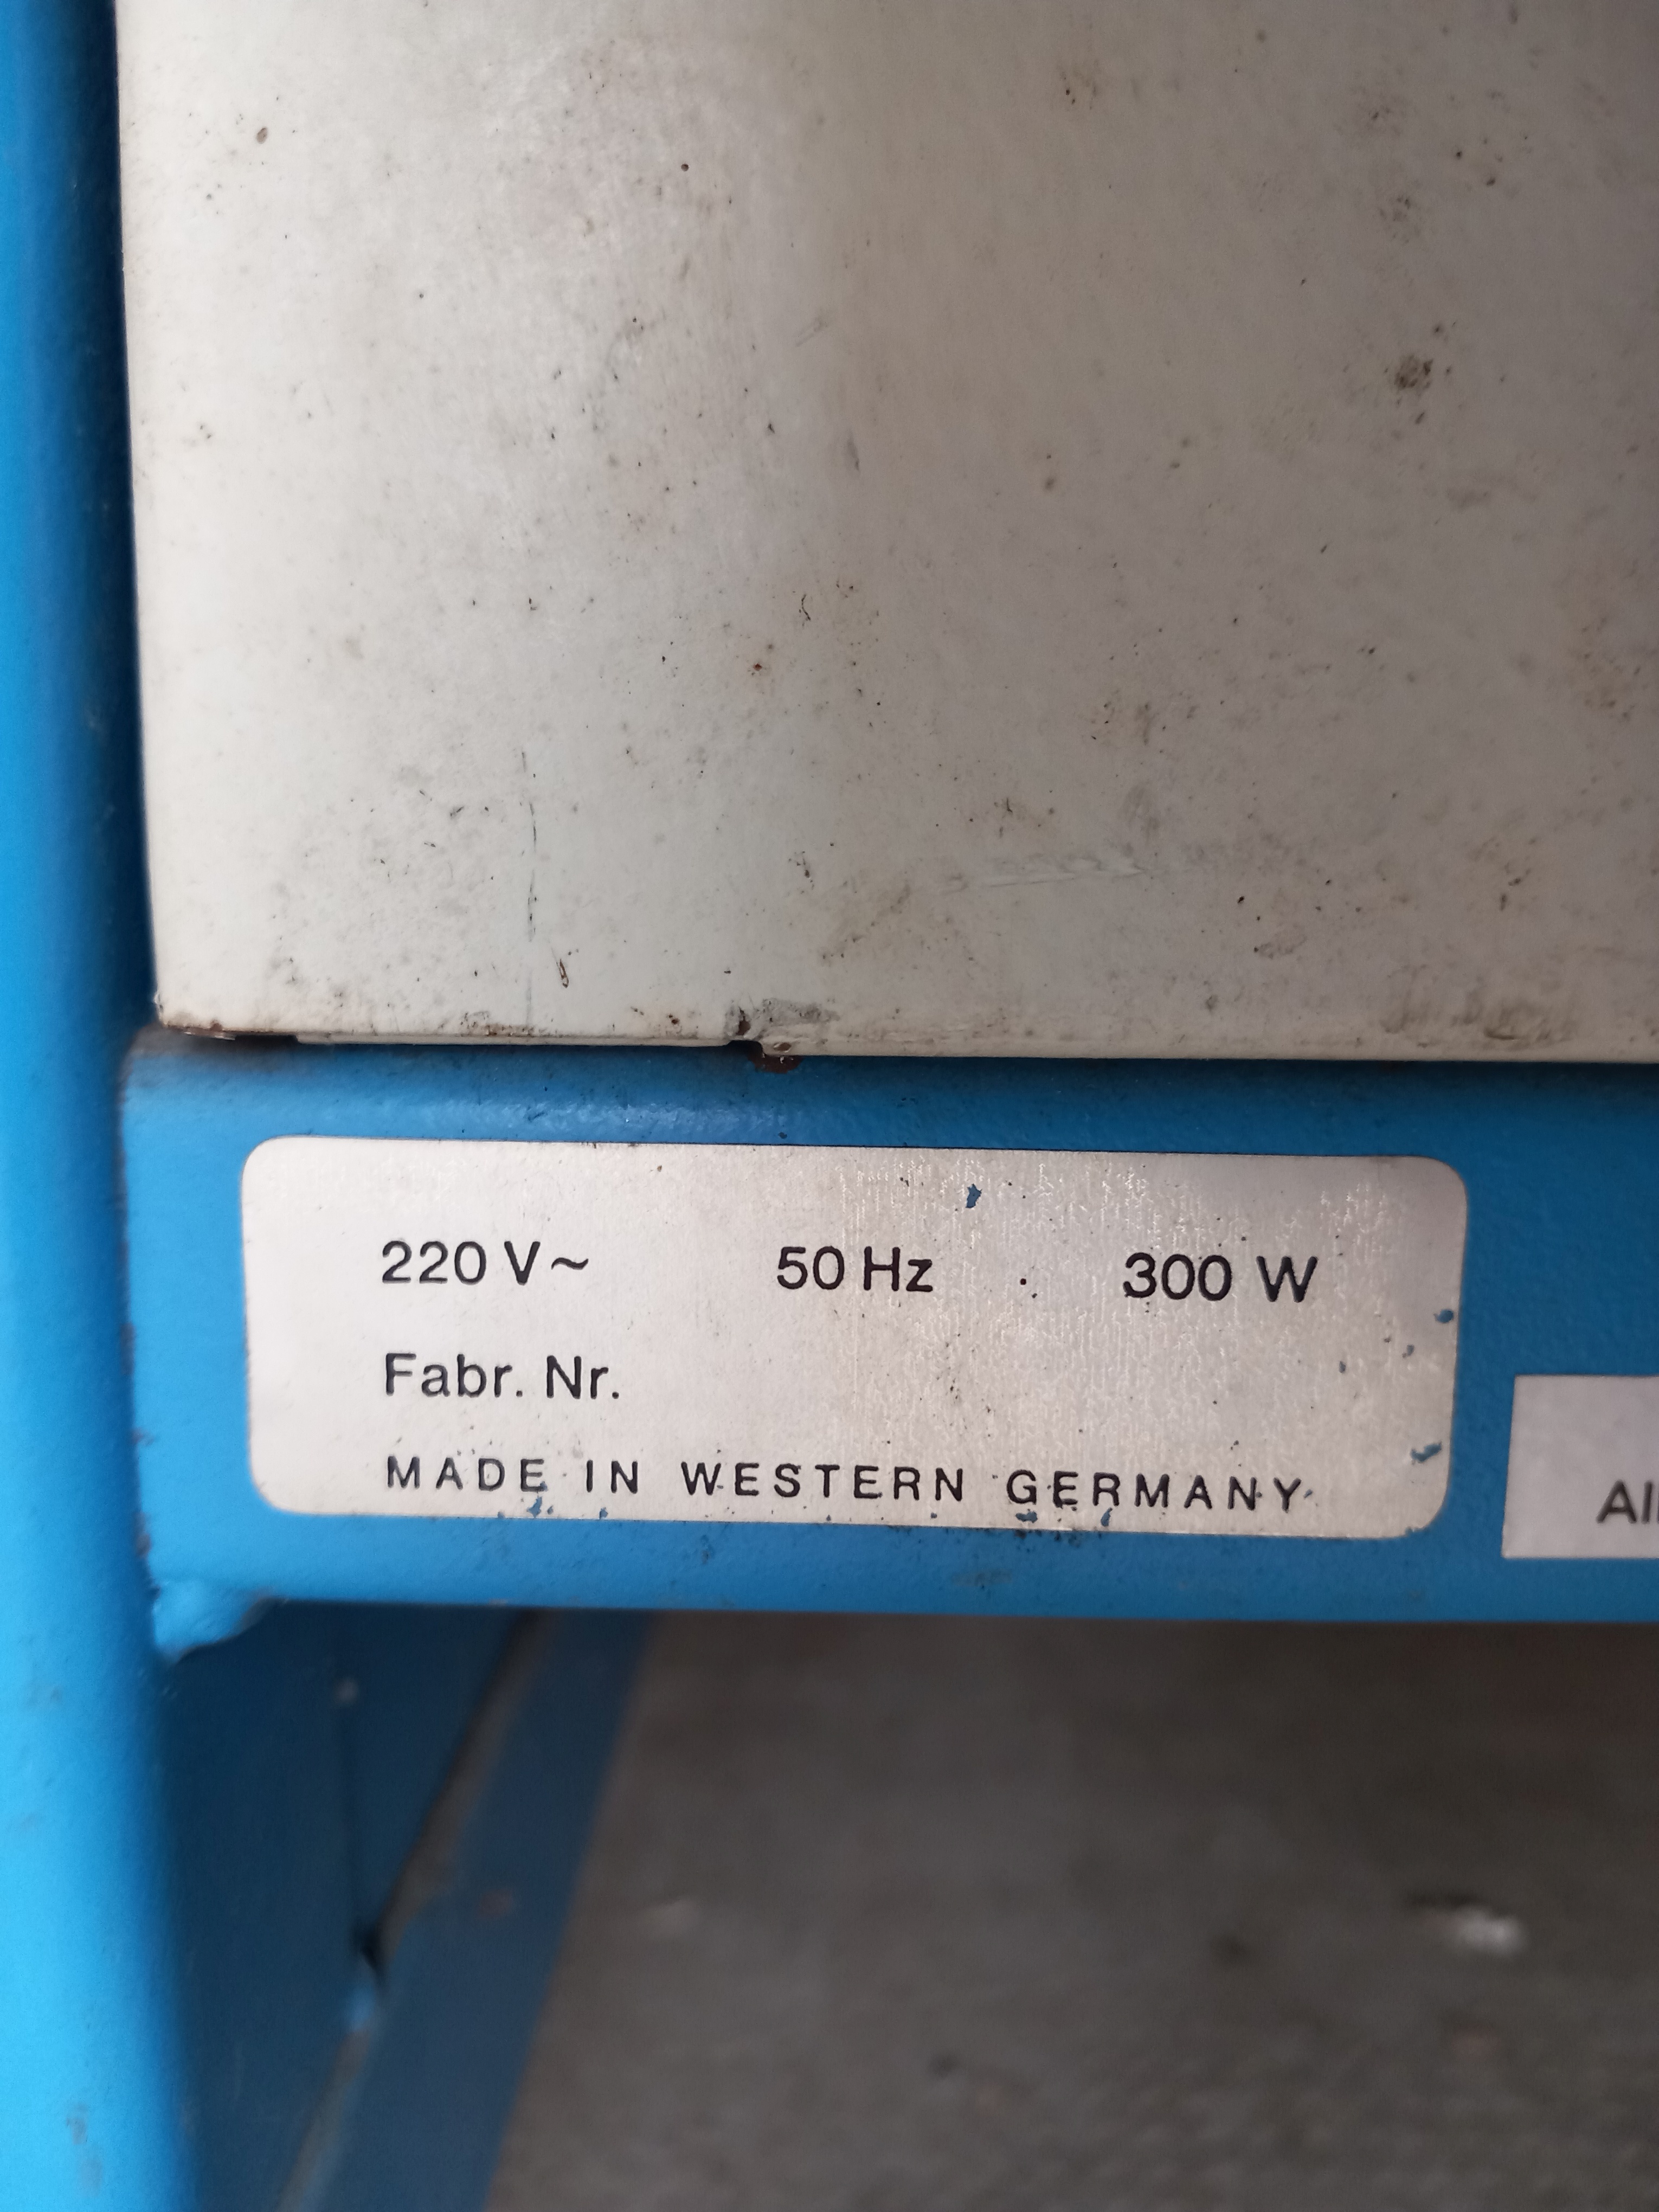 220 V~ 50 Hz 300 W
Fabr. Nr.
MADE IN WESTERN GERMANY